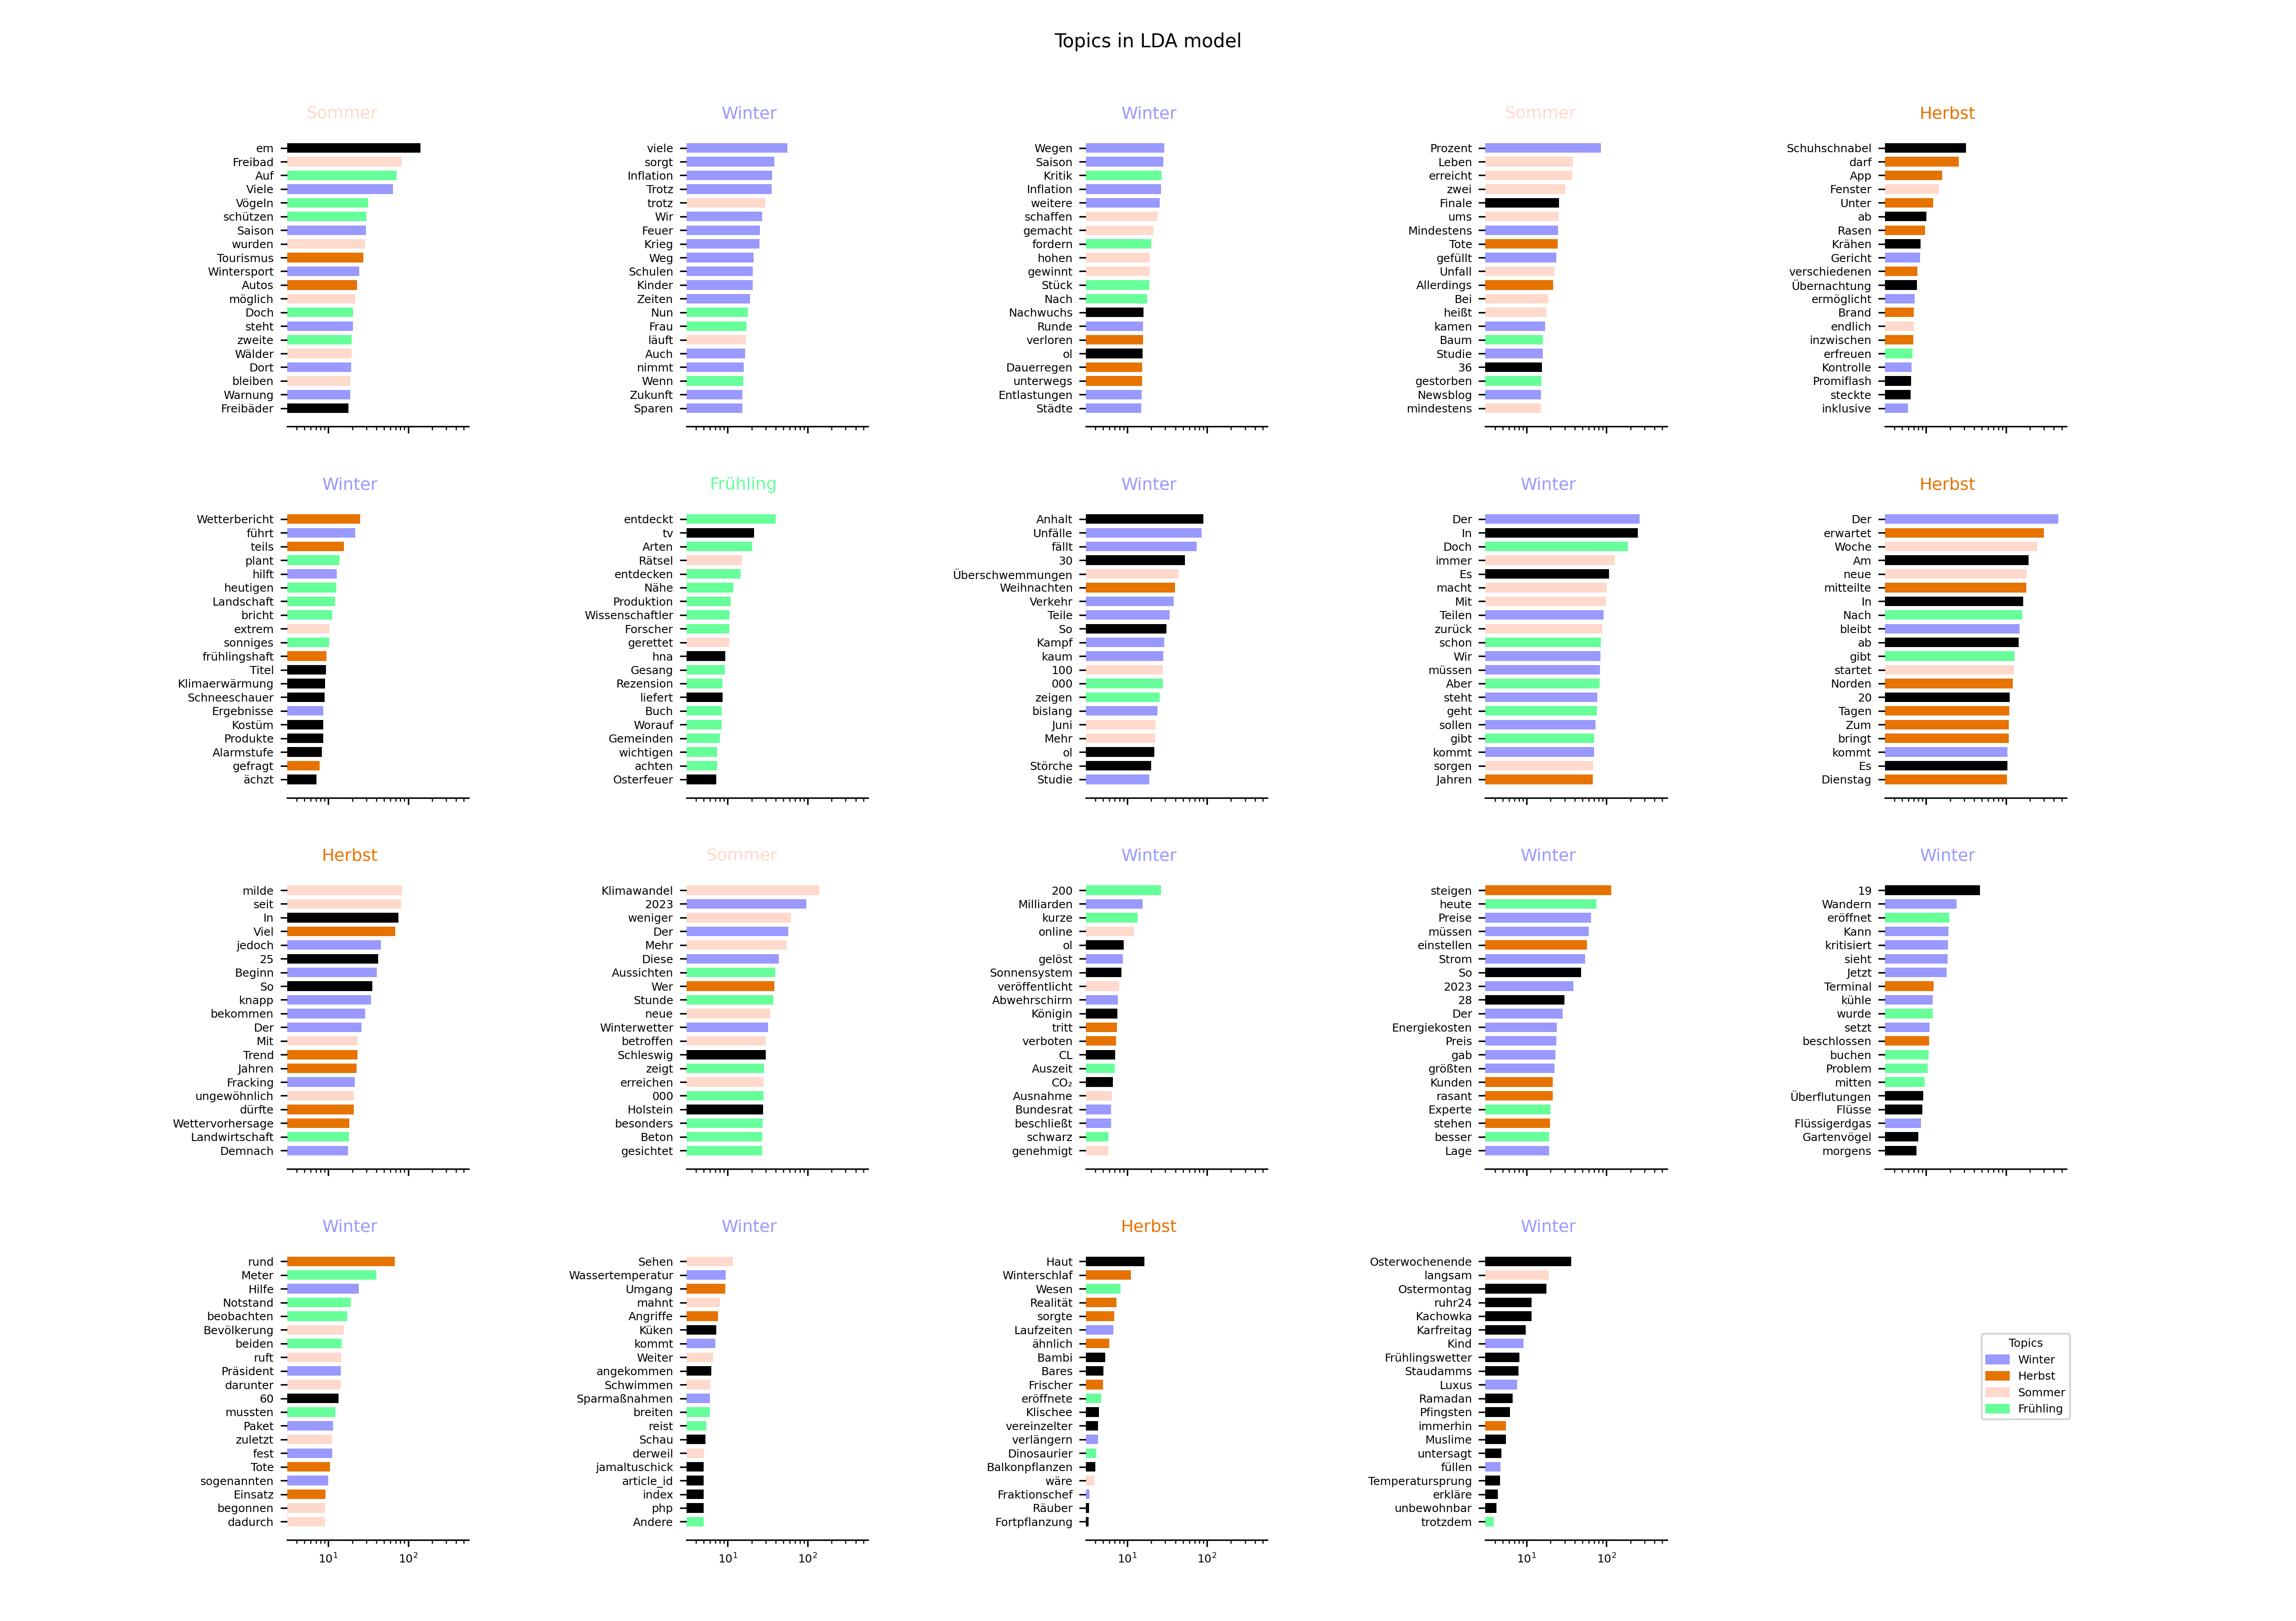 Topics in LDA model
Sommer
em
Freibad
Auf
Viele
Vögeln
schützen
Saison
wurden
Tourismus
Wintersport
Autos
möglich
Doch
steht
zweite
Wälder
Dort
bleiben
Warnung
Freibäder
Winter
viele
sorgt
Inflation
Trotz
trotz
Wir
Feuer
Krieg
Weg
Schulen
Kinder
Zeiten
Nun
Frau
läuft
Auch
nimmt
Wenn
Zukunft
Sparen
Winter
Wegen
Saison
Kritik
Inflation
weitere
schaffen
gemacht
fordern
hohen
gewinnt
Stück
Nach
Nachwuchs
Runde
verloren
ol
Dauerregen
unterwegs
Entlastungen
Städte
Sommer
Prozent
Leben
erreicht
zwei
Finale
ums
Mindestens
Tote
gefüllt
Unfall
Allerdings
Bei
heißt
kamen
Baum
Studie
36
gestorben
Newsblog
mindestens
Herbst
Schuhschnabel
darf
App
Fenster
Unter
ab
Rasen
Krähen
Gericht
verschiedenen
Übernachtung
ermöglicht
Brand
endlich
inzwischen
erfreuen
Kontrolle
Promiflash
steckte
inklusive
Winter
Wetterbericht
führt
teils
plant
hilft
heutigen
Landschaft
bricht
extrem
sonniges
frühlingshaft
Titel
Klimaerwärmung
Schneeschauer
Ergebnisse
Kostüm
Produkte
Alarmstufe
gefragt
ächzt
Frühling
entdeckt
tv
Arten
Rätsel
entdecken
Nähe
Produktion
Wissenschaftler
Forscher
gerettet
hna
Gesang
Rezension
liefert
Buch
Worauf
Gemeinden
wichtigen
achten
Osterfeuer
Winter
Anhalt
Unfälle
fällt
30
Überschwemmungen
Weihnachten
Verkehr
Teile
So
Kampf
kaum
100
000
zeigen
bislang
Juni
Mehr
ol
Störche
Studie
Winter
Der
In
Doch
immer
Es
macht
Mit
Teilen
zurück
schon
Wir
müssen
Aber
steht
geht
sollen
gibt
kommt
sorgen
Jahren
Herbst
Der
erwartet
Woche
Am
neue
mitteilte
In
Nach
bleibt
ab
gibt
startet
Norden
20
Tagen
Zum
bringt
kommt
Es
Dienstag
Herbst
milde
seit
In
Viel
jedoch
25
Beginn
So
knapp
bekommen
Der
Mit
Trend
Jahren
Fracking
ungewöhnlich
dürfte
Wettervorhersage
Landwirtschaft
Demnach
Sommer
Klimawandel
2023
weniger
Der
Mehr
Diese
Aussichten
Wer
Stunde
neue
Winterwetter
betroffen
Schleswig
zeigt
erreichen
000
Holstein
besonders
Beton
gesichtet
Winter
200
Milliarden
kurze
online
ol
gelöst
Sonnensystem
veröffentlicht
Abwehrschirm
Königin
tritt
verboten
CL
Auszeit
CO₂
Ausnahme
Bundesrat
beschließt
schwarz
genehmigt
Winter
steigen
heute
Preise
müssen
einstellen
Strom
So
2023
28
Der
Energiekosten
Preis
gab
größten
Kunden
rasant
Experte
stehen
besser
Lage
Winter
19
Wandern
eröffnet
Kann
kritisiert
sieht
Jetzt
Terminal
kühle
wurde
setzt
beschlossen
buchen
Problem
mitten
Überflutungen
Flüsse
Flüssigerdgas
Gartenvögel
morgens
Winter
rund
Meter
Hilfe
Notstand
beobachten
Bevölkerung
beiden
ruft
Präsident
darunter
60
mussten
Paket
zuletzt
fest
Tote
sogenannten
Einsatz
begonnen
dadurch
10¹ 10²
Winter
Sehen
Wassertemperatur
Umgang
mahnt
Angriffe
Küken
kommt
Weiter
angekommen
Schwimmen
Sparmaßnahmen
breiten
reist
Schau
derweil
jamaltuschick
article_id
index
php
Andere
10¹ 10²
Herbst
Haut
Winterschlaf
Wesen
Realität
sorgte
Laufzeiten
ähnlich
Bambi
Bares
Frischer
eröffnete
Klischee
vereinzelter
verlängern
Dinosaurier
Balkonpflanzen
wäre
Fraktionschef
Räuber
Fortpflanzung
10¹ 10²
Winter
Osterwochenende
langsam
Ostermontag
ruhr24
Kachowka
Karfreitag
Kind
Frühlingswetter
Staudamms
Luxus
Ramadan
Pfingsten
immerhin
Muslime
untersagt
füllen
Temperatursprung
erkläre
unbewohnbar
trotzdem
10¹ 10²
Topics
Winter
Herbst
Sommer
Frühling